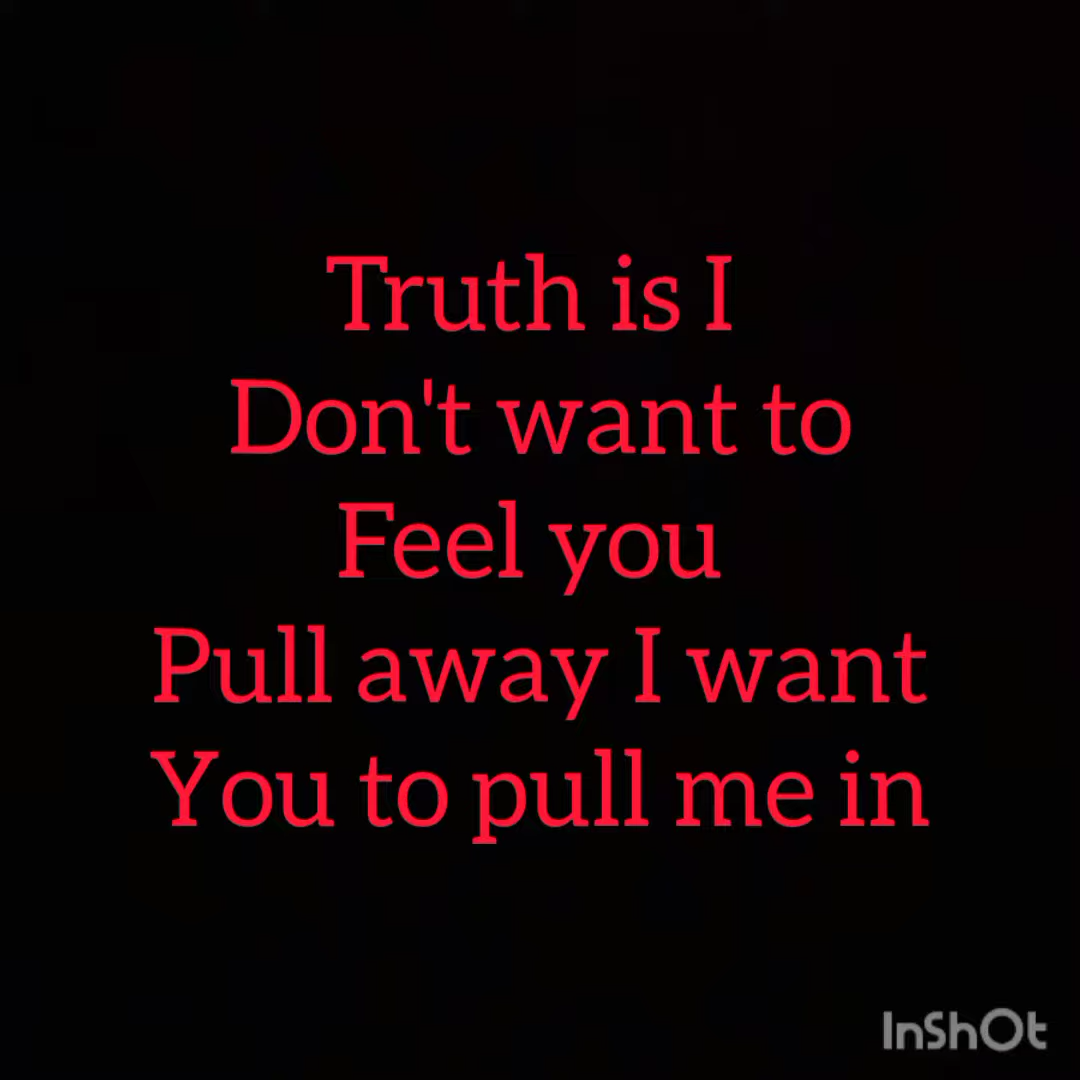 Truth is I
Don't want to
Feel you
Pull away I want
You to pull me in
InShOt